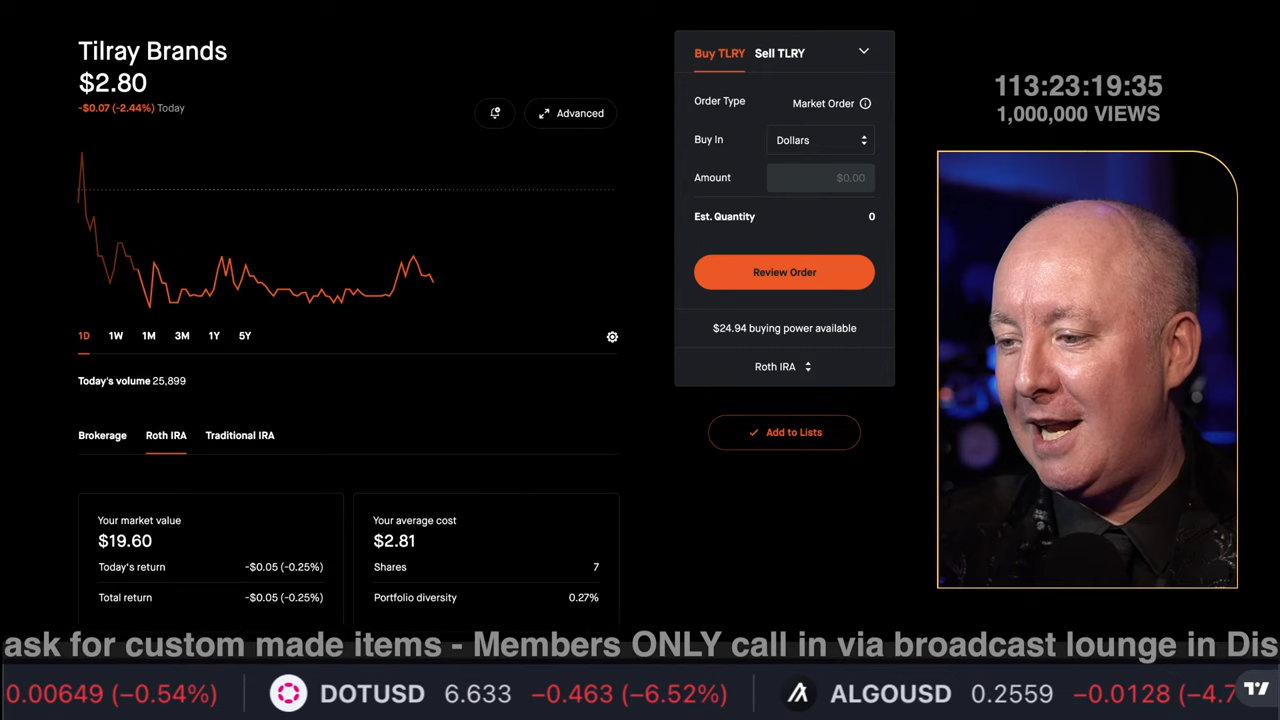 Tilray Brands
$2.80
-$0.07 (-2.44%) Today
Advanced
1D 1W 1M 3M 1Y 5Y
Today's volume 25,899
Brokerage Roth IRA Traditional IRA
Your market value
$19.60
Today's return -$0.05 (-0.25%)
Total return -$0.05 (-0.25%)
Your average cost
$2.81
Shares 7
Portfolio diversity 0.27%
Buy TLRY Sell TLRY
Order Type Market Order
Buy In Dollars
Amount $0.00
Est. Quantity 0
Review Order
$24.94 buying power available
Roth IRA
Add to Lists
113:23:19:35
1,000,000 VIEWS
ask for custom made items - Members ONLY call in via broadcast lounge in Dis
0.00649 (−0.54%) DOTUSD 6.633 −0.463 (−6.52%) ALGOUSD 0.2559 −0.0128 (−4.7